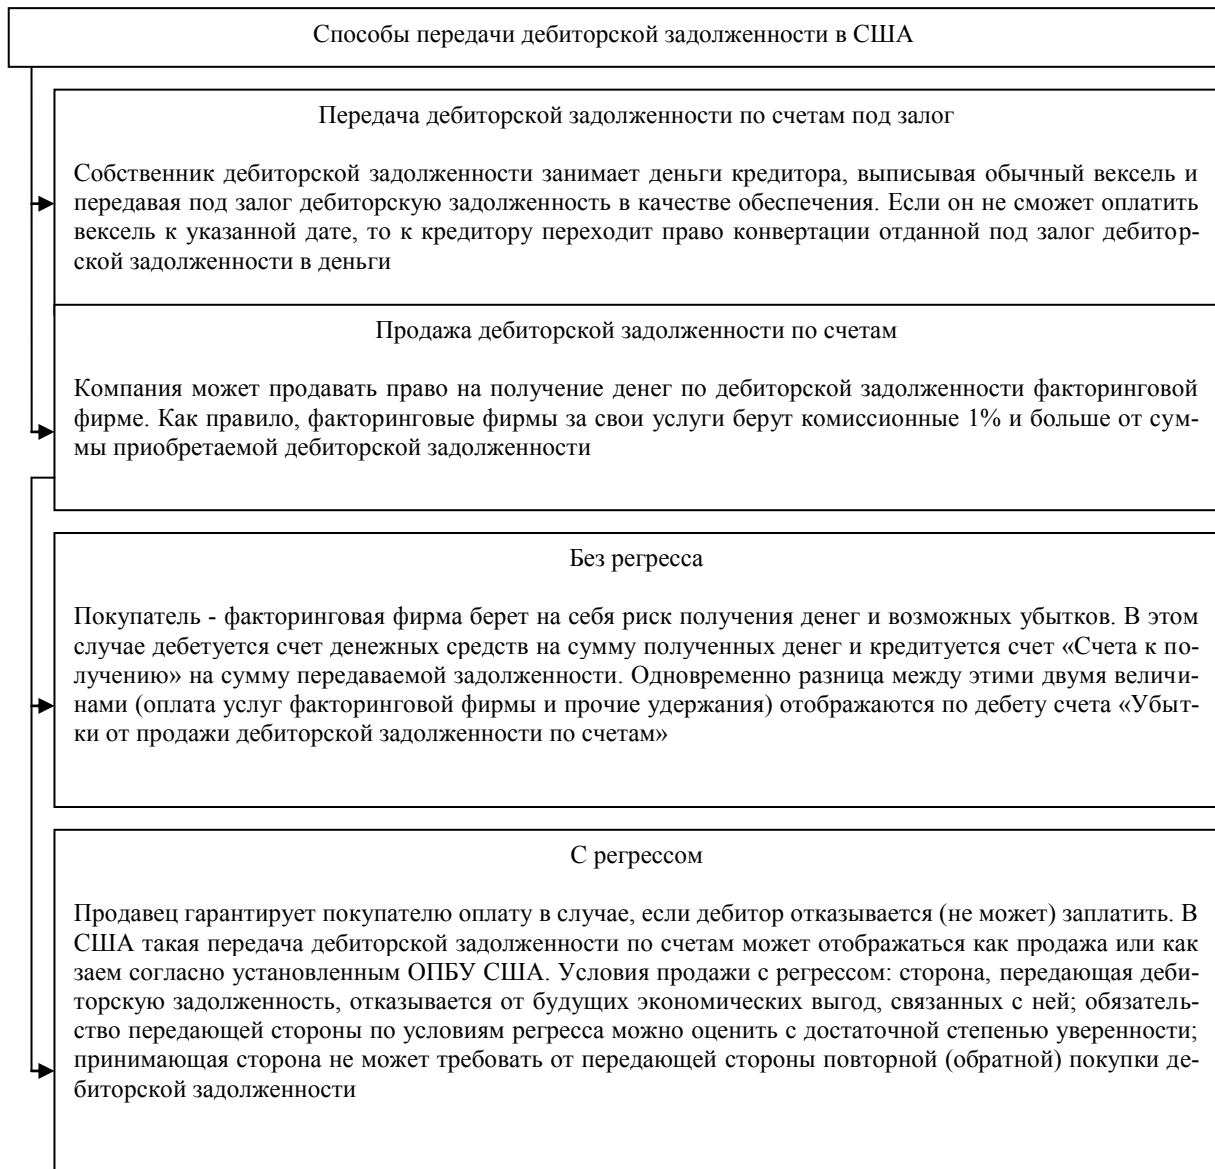 Способы передачи дебиторской задолженности в США
Передача дебиторской задолженности по счетам под залог
Собственник дебиторской задолженности занимает деньги кредитора, выписывая обычный вексель и
передавая под залог дебиторскую задолженность в качестве обеспечения. Если он не сможет оплатить
вексель к указанной дате, то к кредитору переходит право конвертации отданной под залог дебитор-
ской задолженности в деньги
Продажа дебиторской задолженности по счетам
Компания может продавать право на получение денег по дебиторской задолженности факторинговой
фирме. Как правило, факторинговые фирмы за свои услуги берут комиссионные 1% и больше от сум-
мы приобретаемой дебиторской задолженности
Без регресса
Покупатель - факторинговая фирма берет на себя риск получения денег и возможных убытков. В этом
случае дебетуется счет денежных средств на сумму полученных денег и кредитуется счет «Счета к по-
лучению» на сумму передаваемой задолженности. Одновременно разница между этими двумя величи-
нами (оплата услуг факторинговой фирмы и прочие удержания) отображаются по дебету счета «Убыт-
ки от продажи дебиторской задолженности по счетам»
С регрессом
Продавец гарантирует покупателю оплату в случае, если дебитор отказывается (не может) заплатить. В
США такая передача дебиторской задолженности по счетам может отображаться как продажа или как
заем согласно установленным ОПБУ США. Условия продажи с регрессом: сторона, передающая деби-
торскую задолженность, отказывается от будущих экономических выгод, связанных с ней; обязатель-
ство передающей стороны по условиям регресса можно оценить с достаточной степенью уверенности;
принимающая сторона не может требовать от передающей стороны повторной (обратной) покупки де-
биторской задолженности